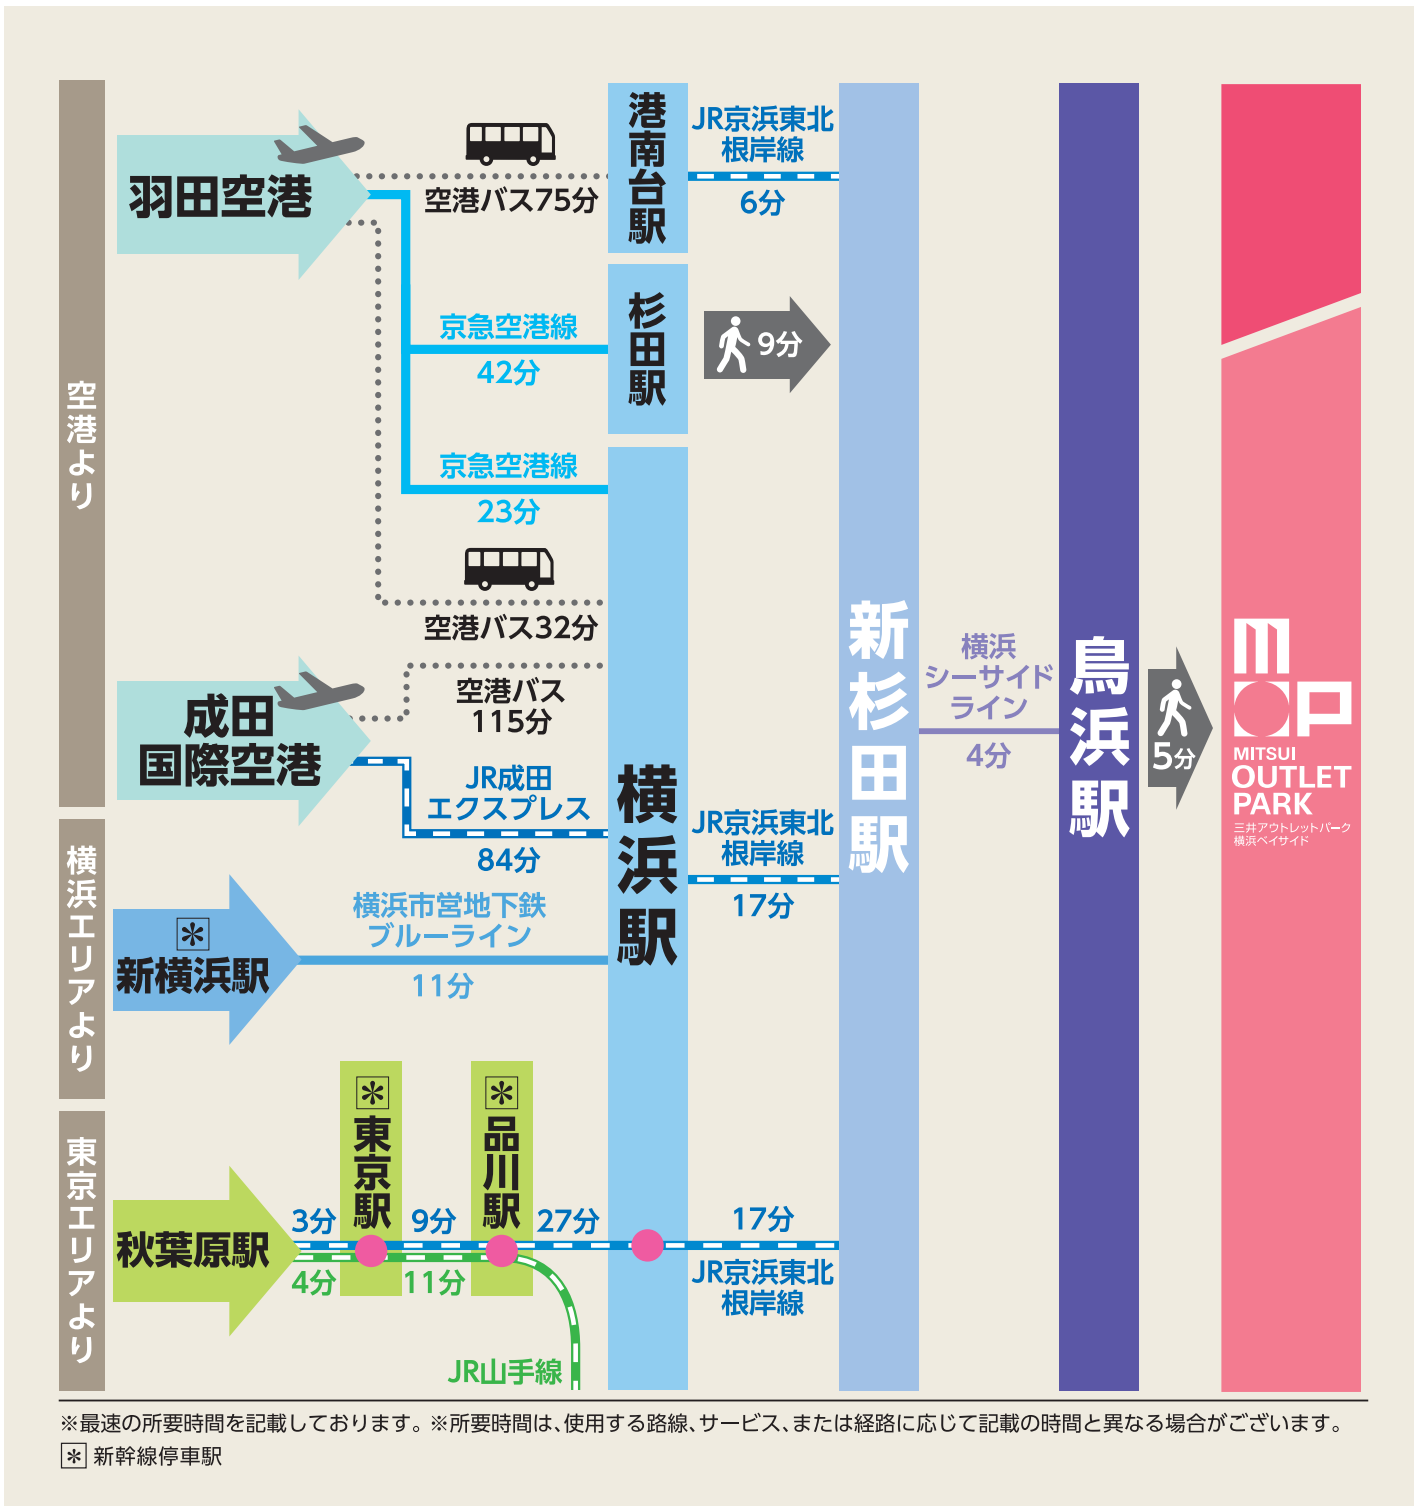 空港より
羽田空港
空港バス75分
港南台駅
JR京浜東北
根岸線
6分
京急空港線
42分
杉田駅
9分
京急空港線
23分
空港バス32分
成田
国際空港
空港バス
115分
JR成田
エクスプレス
84分
横浜駅
JR京浜東北
根岸線
17分
新杉田駅
横浜
シーサイド
ライン
4分
鳥浜駅
5分
MOP
MITSUI
OUTLET
PARK
三井アウトレットパーク
横浜ベイサイド
横浜エリアより
新横浜駅
横浜市営地下鉄
ブルーライン
11分
東京エリアより
秋葉原駅
3分
4分
東京駅
9分
11分
品川駅
27分
17分
JR京浜東北
根岸線
JR山手線
※最速の所要時間を記載しております。※所要時間は、使用する路線、サービス、または経路に応じて記載の時間と異なる場合がございます。
＊新幹線停車駅